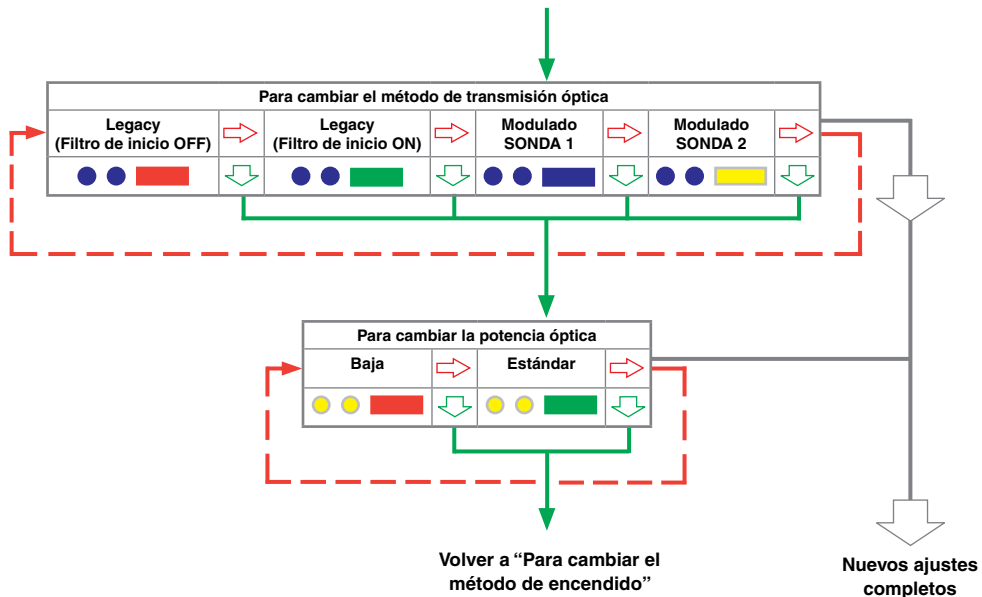 Para cambiar el método de transmisión óptica
Legacy
(Filtro de inicio OFF)
Legacy
(Filtro de inicio ON)
Modulado
SONDA 1
Modulado
SONDA 2
Para cambiar la potencia óptica
Baja
Estándar
Volver a “Para cambiar el
método de encendido”
Nuevos ajustes
completos